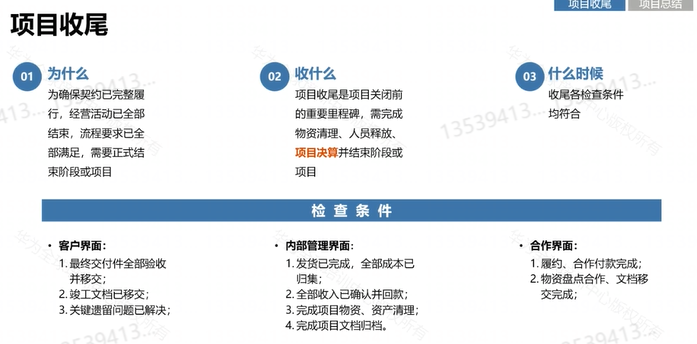 项目收尾 项目总结
项目收尾
01 为什么
为确保契约已完整履
行，经营活动已全部
结束，流程要求已全
部满足，需要正式结
束阶段或项目
02 收什么
项目收尾是项目关闭前
的重要里程碑，需完成
物资清理、人员释放、
项目决算并结束阶段或
项目
03 什么时候
收尾各检查条件
均符合
检查条件
• 客户界面：
1. 最终交付件全部验收
并移交；
2. 竣工文档已移交；
3. 关键遗留问题已解决；
• 内部管理界面：
1. 发货已完成，全部成本已
归集；
2. 全部收入已确认并回款；
3. 完成项目物资、资产清理；
4. 完成项目文档归档。
• 合作界面：
1. 履约、合作付款完成；
2. 物资盘点合作、文档移
交完成；
13539413...
13539413...